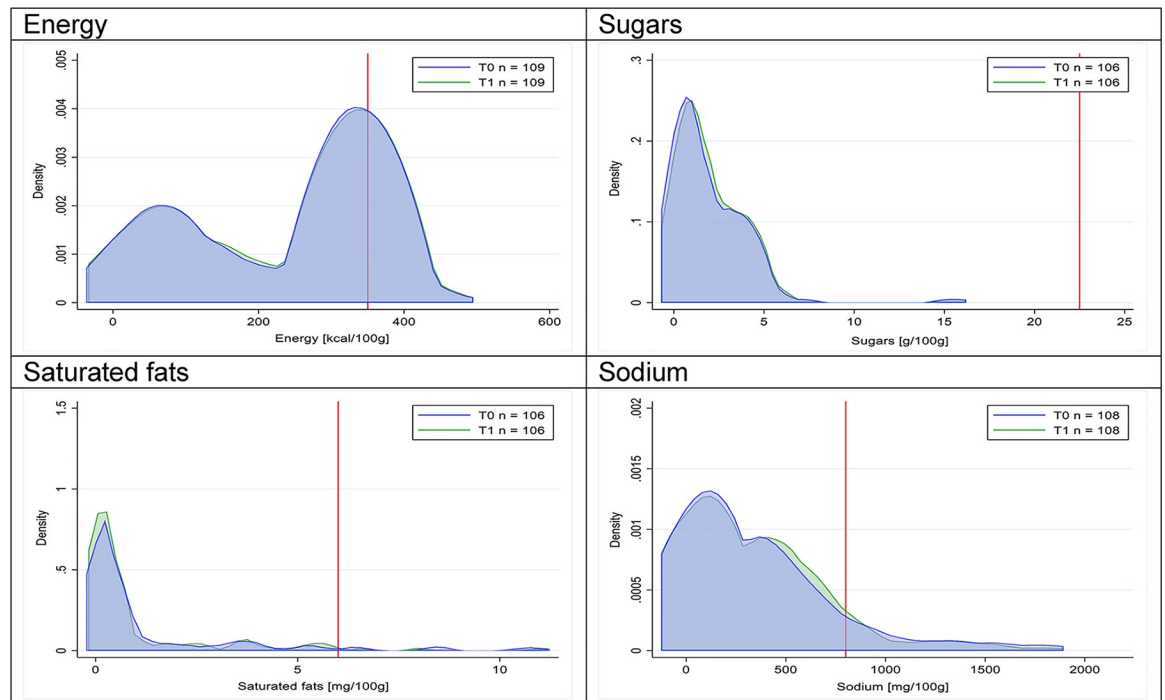 Energy
Sugars
.005
.004
.003
.002
.001
0
Density
T0 n = 109
T1 n = 109
0 200 400 600
Energy [kcal/100g]
.3
.2
.1
0
Density
T0 n = 106
T1 n = 106
0 5 10 15 20 25
Sugars [g/100g]
Saturated fats
Sodium
1.5
1
.5
0
Density
T0 n = 106
T1 n = 106
0 5 10
Saturated fats [mg/100g]
.002
.0015
.001
.0005
0
Density
T0 n = 108
T1 n = 108
0 500 1000 1500 2000
Sodium [mg/100g]